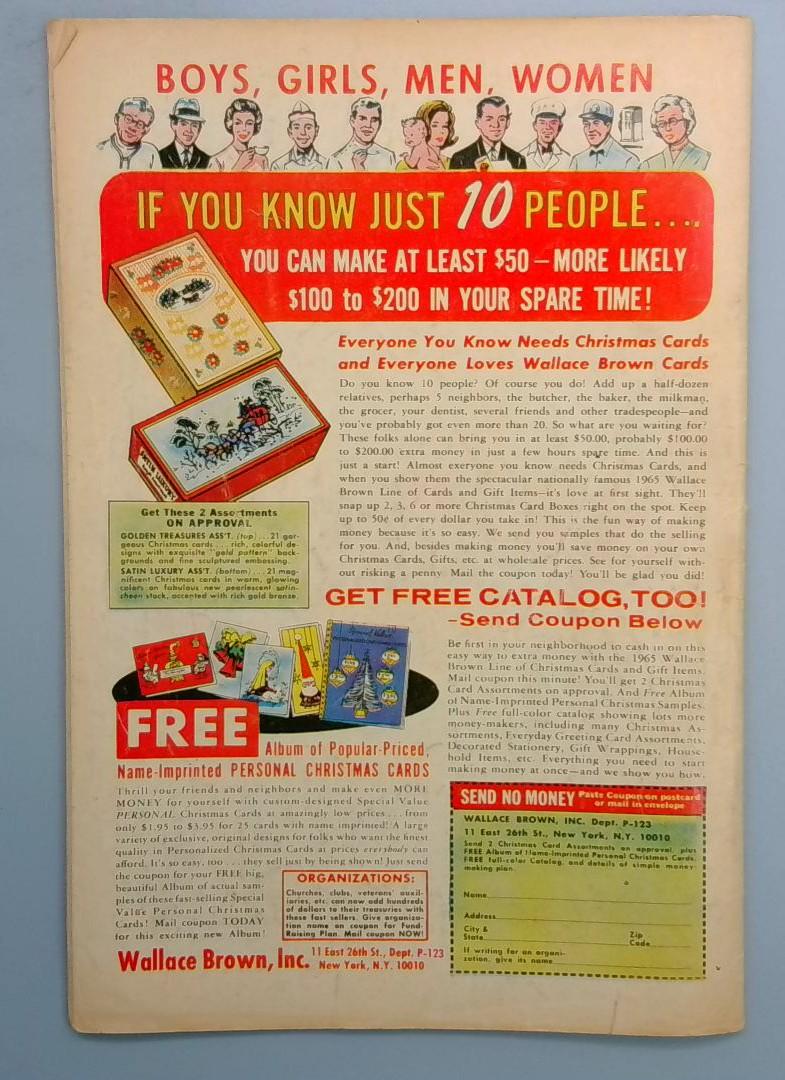 BOYS, GIRLS, MEN, WOMEN
IF YOU KNOW JUST 10 PEOPLE....
YOU CAN MAKE AT LEAST $50 – MORE LIKELY
$100 to $200 IN YOUR SPARE TIME!
Everyone You Know Needs Christmas Cards
and Everyone Loves Wallace Brown Cards
Do you know 10 people? Of course you do! Add up a half-dozen
relatives, perhaps 5 neighbors, the butcher, the baker, the milkman,
the grocer, your dentist, several friends and other tradespeople—and
you've probably got even more than 20. So what are you waiting for?
These folks alone can bring you in at least $50.00, probably $100.00
to $200.00 extra money in just a few hours spare time. And this is
just a start! Almost exeryone you know needs Christmas Cards, and
when you show them the spectacular nationally famous 1965 Wallace
Brown Line of Cards and Gift Items—it's love at first sight. They'll
snap up 2, 3, 6 or more Christmas Card Boxes right on the spot. Keep
up to 50¢ of every dollar you take in! This is the fun way of making
money because it's so easy. We send you samples that do the selling
for you. And, besides making money you'll save money on your own
Christmas Cards, Gifts, etc. at wholesale prices. See for yourself with-
out risking a penny. Mail the coupon today! You'll be glad you did!
SATIN LUXURY
Get These 2 Assortments
ON APPROVAL
GOLDEN TREASURES ASS'T. (top)...21 gor-
geous Christmas cards... rich, colorful de-
signs with exquisite "gold pattern" back-
grounds and fine sculptured embossing.
SATIN LUXURY ASS'T. (bottom)...21 mag-
nificent Christmas cards in warm, glowing
colors on fabulous new pearlescent satin-
sheen stock, accented with rich gold bronze.
GET FREE CATALOG, TOO!
–Send Coupon Below
Be first in your neighborhood to cash in on this
easy way to extra money with the 1965 Wallace
Brown Line of Christmas Cards and Gift Items.
Mail coupon this minute! You'll get 2 Christmas
Card Assortments on approval. And Free Album
of Name-Imprinted Personal Christmas Samples.
Plus Free full-color catalog showing lots more
money-makers, including many Christmas As-
sortments, Everyday Greeting Card Assortments,
Decorated Stationery, Gift Wrappings, House-
hold Items, etc. Everything you need to start
making money at once—and we show you how.
FREE
Album of Popular-Priced,
Name-Imprinted PERSONAL CHRISTMAS CARDS
Thrill your friends and neighbors and make even MORE
MONEY for yourself with custom-designed Special Value
PERSONAL Christmas Cards at amazingly low prices...from
only $1.95 to $3.95 for 25 cards with name imprinted! A large
variety of exclusive, original designs for folks who want the finest
quality in Personalized Christmas Cards at prices everybody can
afford. It's so easy, too...they sell just by being shown! Just send
the coupon for your FREE big,
beautiful Album of actual sam-
ples of these fast-selling Special
Value Personal Christmas
Cards! Mail coupon TODAY
for this exciting new Album!
ORGANIZATIONS:
Churches, clubs, veterans' auxil-
iaries, etc. can now add hundreds
of dollars to their treasuries with
these fast sellers. Give organiza-
tion name on coupon for Fund-
Raising Plan. Mail coupon NOW!
Wallace Brown, Inc. 11 East 26th St., Dept. P-123
New York, N.Y. 10010
SEND NO MONEY Paste Coupon on postcard
or mail in envelope
WALLACE BROWN, INC. Dept. P-123
11 East 26th St., New York, N.Y. 10010
Send 2 Christmas Card Assortments on approval, plus
FREE Album of Name-Imprinted Personal Christmas Cards,
FREE full-color Catalog, and details of simple money-
making plan.
Name
Address
City &
State
Zip
Code
If writing for an organi-
zation, give its name